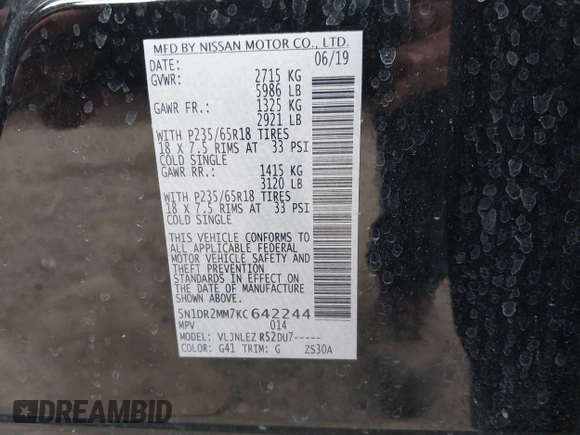 MFD BY NISSAN MOTOR CO., LTD.
DATE: 06/19
GVWR: 2715 KG
5986 LB
GAWR FR.: 1325 KG
2921 LB
WITH P235/65R18 TIRES
18 X 7.5 RIMS AT 33 PSI
COLD SINGLE
GAWR RR.: 1415 KG
3120 LB
WITH P235/65R18 TIRES
18 X 7.5 RIMS AT 33 PSI
COLD SINGLE
THIS VEHICLE CONFORMS TO
ALL APPLICABLE FEDERAL
MOTOR VEHICLE SAFETY AND
THEFT PREVENTION
STANDARDS IN EFFECT ON
THE DATE OF MANUFACTURE
SHOWN ABOVE.
5N1DR2MM7KC642244
MPV 014
MODEL: VLJNLEZ R52DU7-----
COLOR: G41 TRIM: G ZS30A
DREAMBID